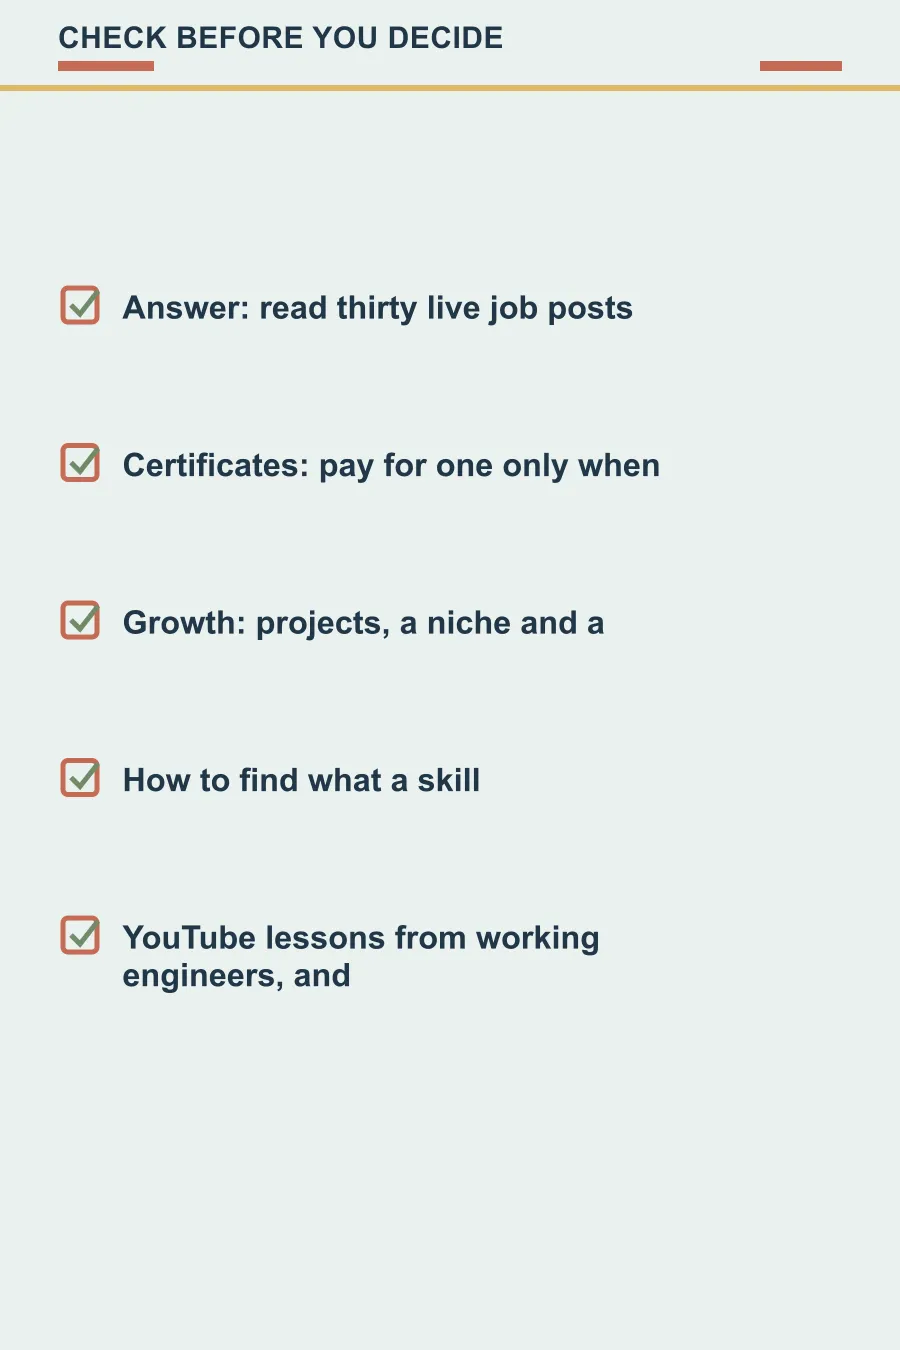 CHECK BEFORE YOU DECIDE
Answer: read thirty live job posts
Certificates: pay for one only when
Growth: projects, a niche and a
How to find what a skill
YouTube lessons from working
engineers, and